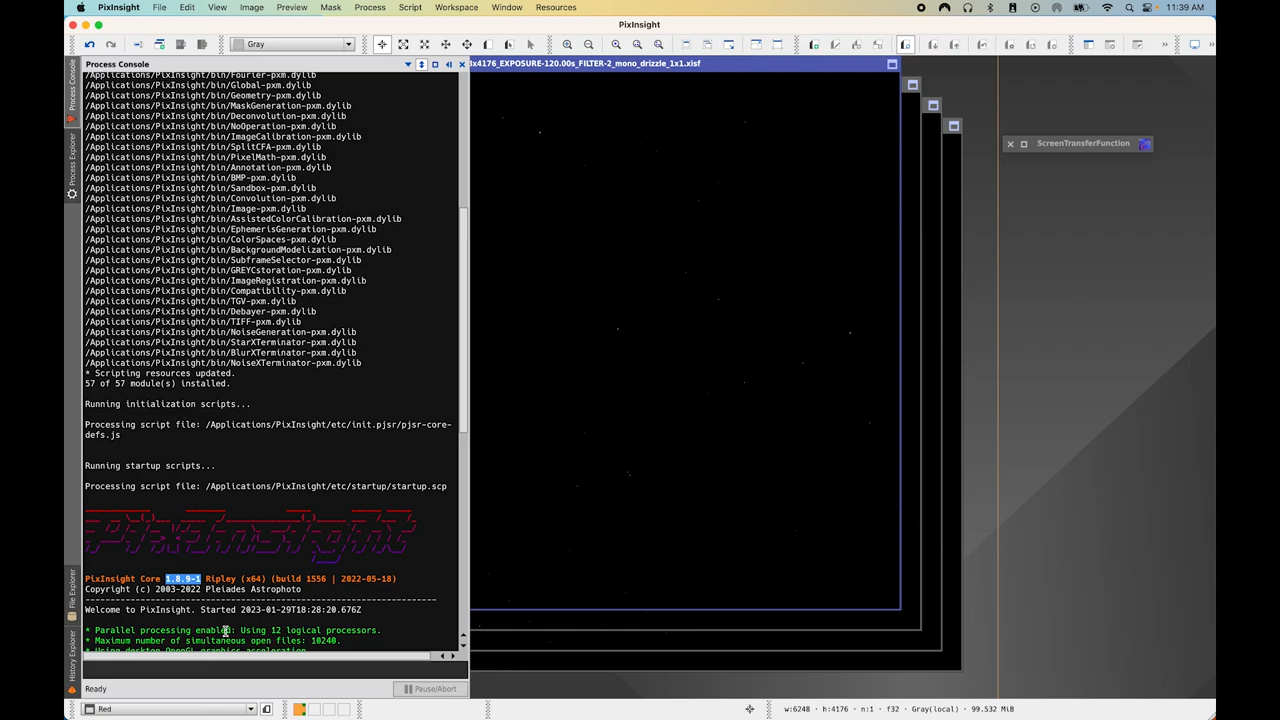 PixInsight File Edit View Image Preview Mask Process Script Workspace Window Resources 11:39 AM
PixInsight
Gray
Process Console
4x4176_EXPOSURE-120.00s_FILTER-2_mono_drizzle_1x1.xisf
Process Console
Process Explorer
File Explorer
History Explorer
ScreenTransferFunction
/Applications/PixInsight/bin/Fourier-pxm.dylib
/Applications/PixInsight/bin/Global-pxm.dylib
/Applications/PixInsight/bin/Geometry-pxm.dylib
/Applications/PixInsight/bin/MaskGeneration-pxm.dylib
/Applications/PixInsight/bin/Deconvolution-pxm.dylib
/Applications/PixInsight/bin/NoOperation-pxm.dylib
/Applications/PixInsight/bin/ImageCalibration-pxm.dylib
/Applications/PixInsight/bin/SplitCFA-pxm.dylib
/Applications/PixInsight/bin/PixelMath-pxm.dylib
/Applications/PixInsight/bin/Annotation-pxm.dylib
/Applications/PixInsight/bin/BMP-pxm.dylib
/Applications/PixInsight/bin/Sandbox-pxm.dylib
/Applications/PixInsight/bin/Convolution-pxm.dylib
/Applications/PixInsight/bin/Image-pxm.dylib
/Applications/PixInsight/bin/AssistedColorCalibration-pxm.dylib
/Applications/PixInsight/bin/EphemerisGeneration-pxm.dylib
/Applications/PixInsight/bin/ColorSpaces-pxm.dylib
/Applications/PixInsight/bin/BackgroundModelization-pxm.dylib
/Applications/PixInsight/bin/SubframeSelector-pxm.dylib
/Applications/PixInsight/bin/GREYCstoration-pxm.dylib
/Applications/PixInsight/bin/ImageRegistration-pxm.dylib
/Applications/PixInsight/bin/Compatibility-pxm.dylib
/Applications/PixInsight/bin/TGV-pxm.dylib
/Applications/PixInsight/bin/Debayer-pxm.dylib
/Applications/PixInsight/bin/TIFF-pxm.dylib
/Applications/PixInsight/bin/NoiseGeneration-pxm.dylib
/Applications/PixInsight/bin/StarXTerminator-pxm.dylib
/Applications/PixInsight/bin/BlurXTerminator-pxm.dylib
/Applications/PixInsight/bin/NoiseXTerminator-pxm.dylib
* Scripting resources updated.
57 of 57 module(s) installed.
Running initialization scripts...
Processing script file: /Applications/PixInsight/etc/init.pjsr/pjsr-core-
defs.js
Running startup scripts...
Processing script file: /Applications/PixInsight/etc/startup/startup.scp
PixInsight
PixInsight Core 1.8.9-1 Ripley (x64) (build 1556 | 2022-05-18)
Copyright (c) 2003-2022 Pleiades Astrophoto
Welcome to PixInsight. Started 2023-01-29T18:28:20.676Z
* Parallel processing enabled: Using 12 logical processors.
* Maximum number of simultaneous open files: 10240.
* Using desktop OpenGL graphics acceleration.
Ready
Pause/Abort
Red
w:6248 · h:4176 · n:1 · f32 · Gray(local) · 99.532 MiB